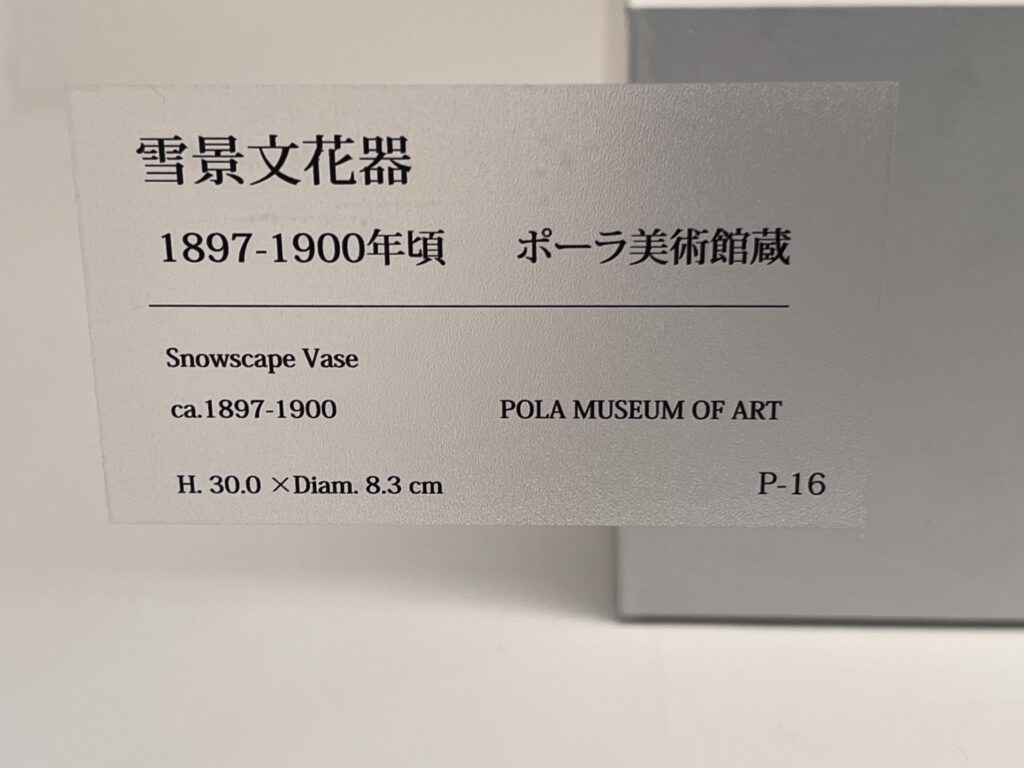 雪景文花器
1897-1900年頃 ポーラ美術館蔵
Snowscape Vase
ca.1897-1900 POLA MUSEUM OF ART
H. 30.0 ×Diam. 8.3 cm P-16